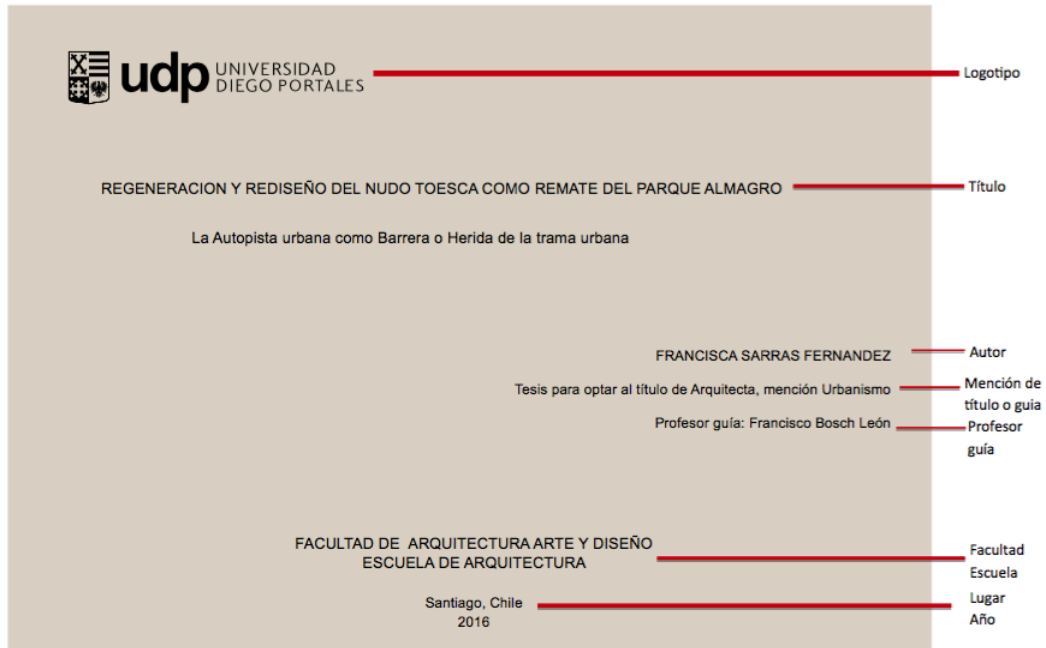 udp UNIVERSIDAD
DIEGO PORTALES
Logotipo
REGENERACION Y REDISEÑO DEL NUDO TOESCA COMO REMATE DEL PARQUE ALMAGRO
Título
La Autopista urbana como Barrera o Herida de la trama urbana
FRANCISCA SARRAS FERNANDEZ
Autor
Tesis para optar al título de Arquitecta, mención Urbanismo
Mención de
título o guia
Profesor guía: Francisco Bosch León
Profesor
guía
FACULTAD DE ARQUITECTURA ARTE Y DISEÑO
ESCUELA DE ARQUITECTURA
Facultad
Escuela
Santiago, Chile
2016
Lugar
Año